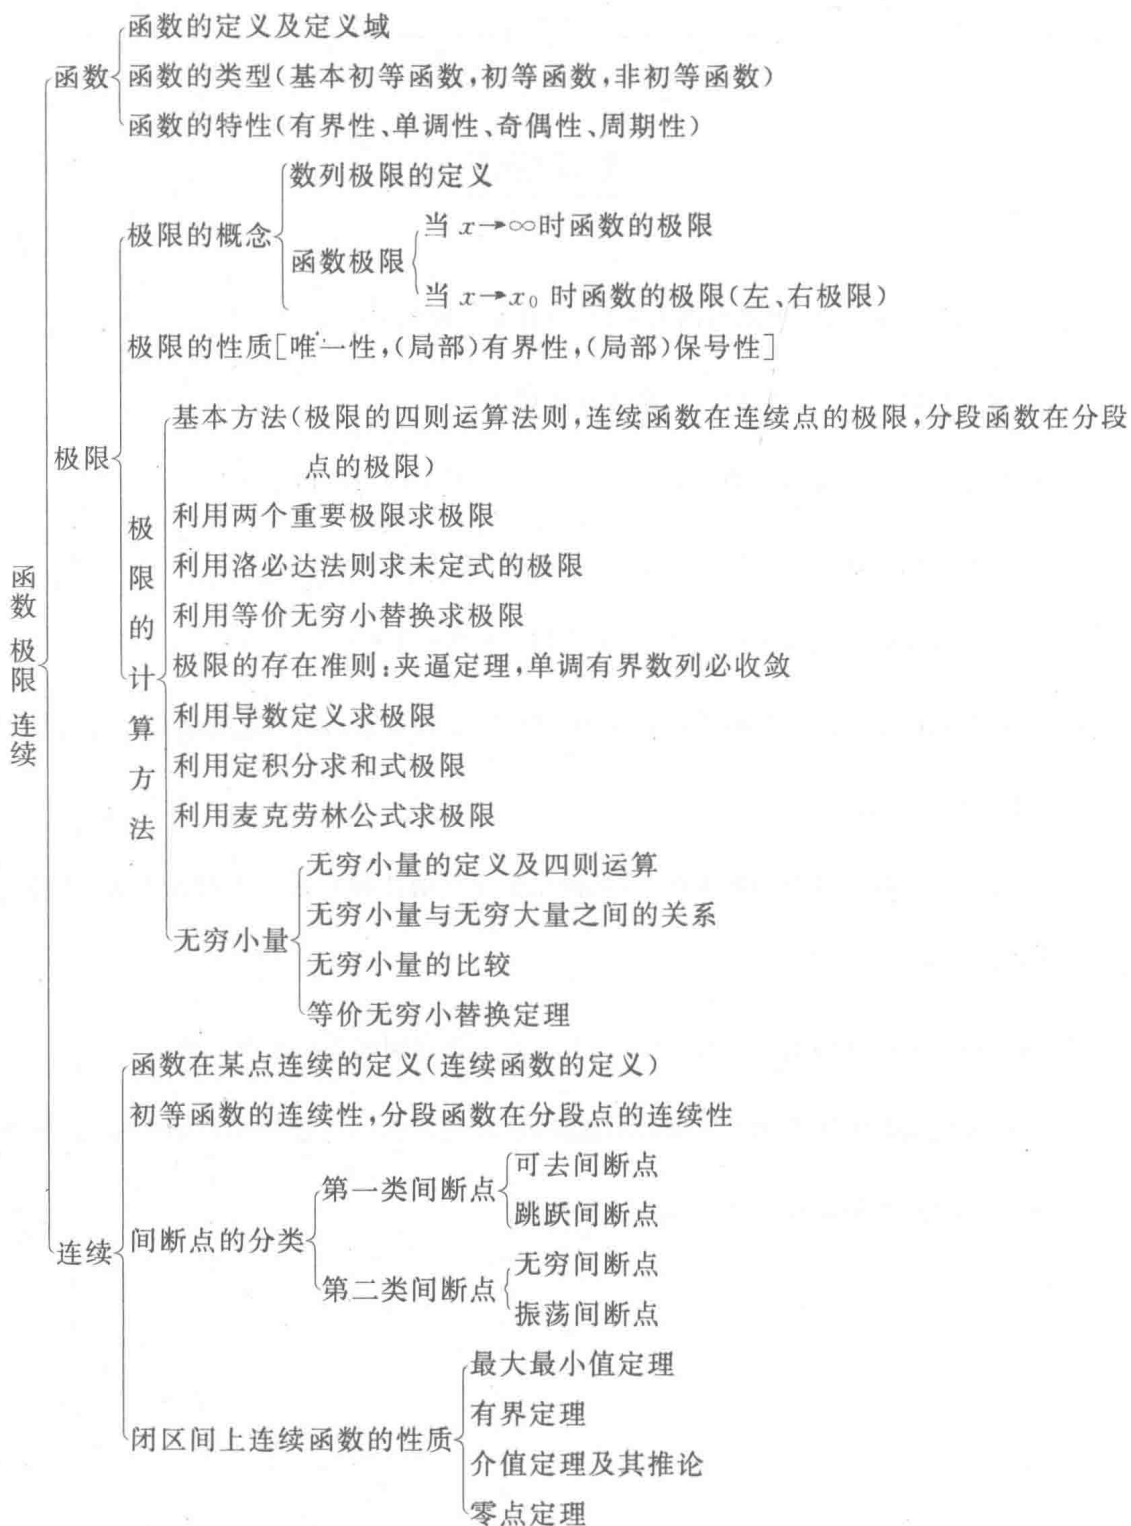 函数 极限 连续
函数
函数的定义及定义域
函数的类型(基本初等函数,初等函数,非初等函数)
函数的特性(有界性、单调性、奇偶性、周期性)
极限
极限的概念
数列极限的定义
函数极限
当 x→∞时函数的极限
当 x→x₀ 时函数的极限(左、右极限)
极限的性质[唯一性,(局部)有界性,(局部)保号性]
极限的计算方法
基本方法(极限的四则运算法则,连续函数在连续点的极限,分段函数在分段
点的极限)
利用两个重要极限求极限
利用洛必达法则求未定式的极限
利用等价无穷小替换求极限
极限的存在准则:夹逼定理,单调有界数列必收敛
利用导数定义求极限
利用定积分求和式极限
利用麦克劳林公式求极限
无穷小量
无穷小量的定义及四则运算
无穷小量与无穷大量之间的关系
无穷小量的比较
等价无穷小替换定理
连续
函数在某点连续的定义(连续函数的定义)
初等函数的连续性,分段函数在分段点的连续性
间断点的分类
第一类间断点
可去间断点
跳跃间断点
第二类间断点
无穷间断点
振荡间断点
闭区间上连续函数的性质
最大最小值定理
有界定理
介值定理及其推论
零点定理